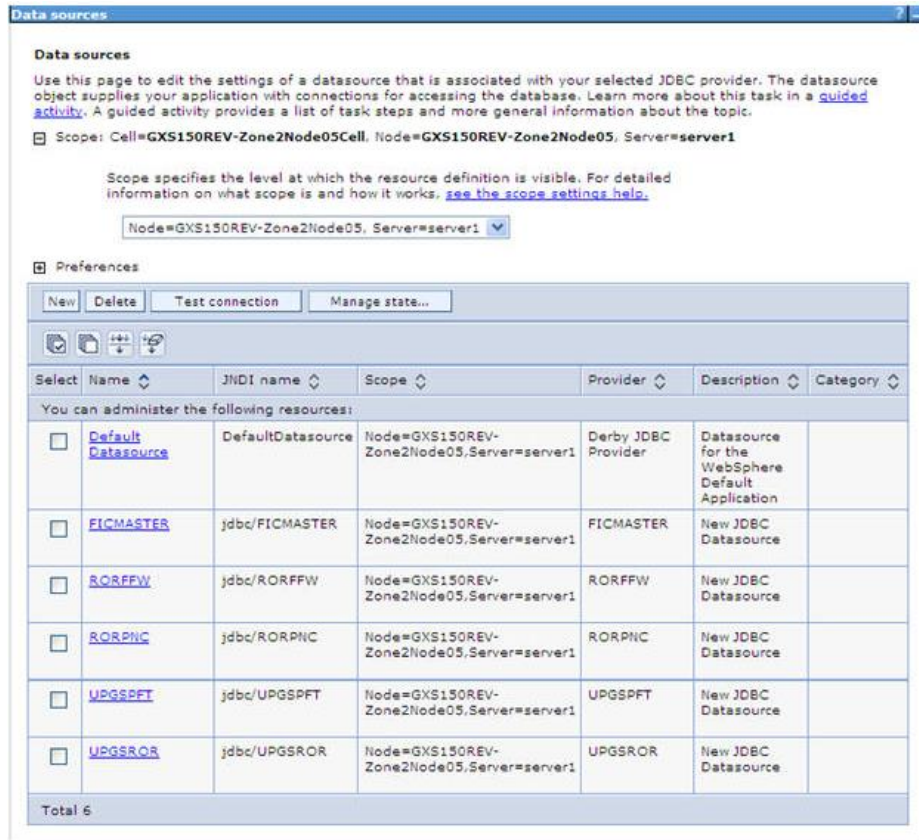 Data sources
?
Data sources
Use this page to edit the settings of a datasource that is associated with your selected JDBC provider. The datasource
object supplies your application with connections for accessing the database. Learn more about this task in a guided
activity. A guided activity provides a list of task steps and more general information about the topic.
Scope: Cell=GXS150REV-Zone2Node05Cell, Node=GXS150REV-Zone2Node05, Server=server1
Scope specifies the level at which the resource definition is visible. For detailed
information on what scope is and how it works, see the scope settings help.
Node=GXS150REV-Zone2Node05, Server=server1
Preferences
New Delete Test connection Manage state...
Select Name JNDI name Scope Provider Description Category
You can administer the following resources:
Default DefaultDatasource Node=GXS150REV- Derby JDBC Datasource
Datasource Zone2Node05,Server=server1 Provider for the
WebSphere
Default
Application
FICMASTER jdbc/FICMASTER Node=GXS150REV- FICMASTER New JDBC
Zone2Node05,Server=server1 Datasource
RORFFW jdbc/RORFFW Node=GXS150REV- RORFFW New JDBC
Zone2Node05,Server=server1 Datasource
RORPNC jdbc/RORPNC Node=GXS150REV- RORPNC New JDBC
Zone2Node05,Server=server1 Datasource
UPGSPFT jdbc/UPGSPFT Node=GXS150REV- UPGSPFT New JDBC
Zone2Node05,Server=server1 Datasource
UPGSROR jdbc/UPGSROR Node=GXS150REV- UPGSROR New JDBC
Zone2Node05,Server=server1 Datasource
Total 6